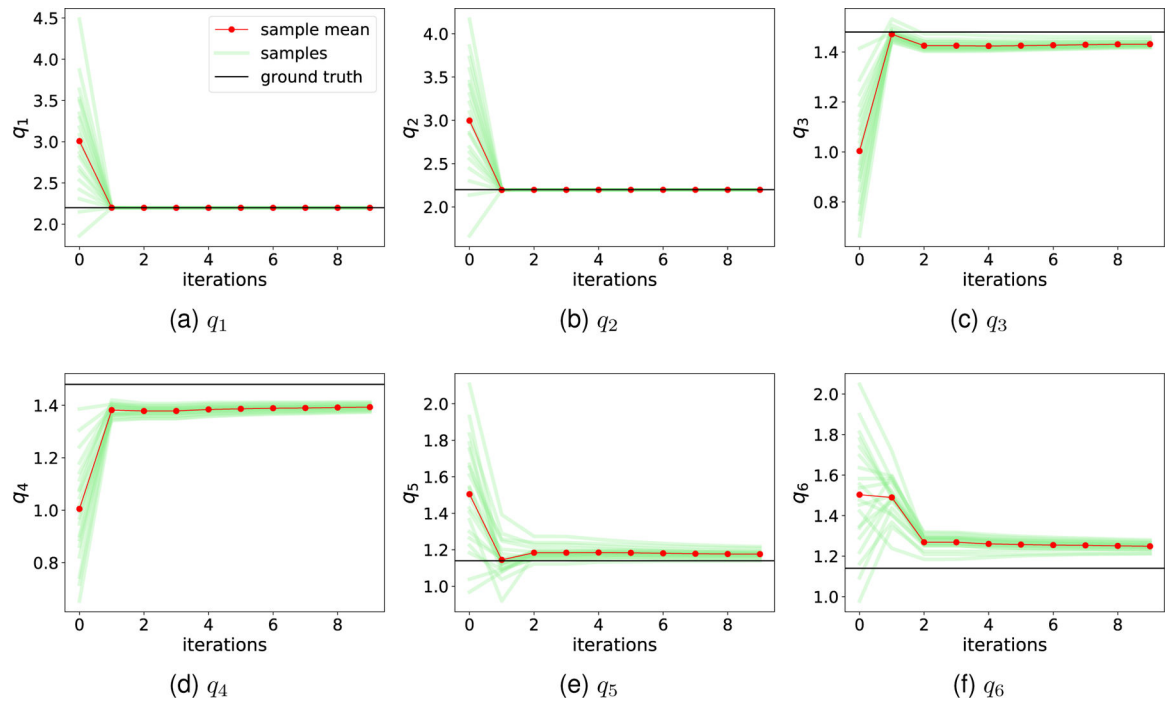 4.5
4.0
3.5
3.0
2.5
2.0
q1
0 2 4 6 8
iterations
sample mean
samples
ground truth
(a) q1
4.0
3.5
3.0
2.5
2.0
q2
0 2 4 6 8
iterations
(b) q2
1.4
1.2
1.0
0.8
q3
0 2 4 6 8
iterations
(c) q3
1.4
1.2
1.0
0.8
q4
0 2 4 6 8
iterations
(d) q4
2.0
1.8
1.6
1.4
1.2
1.0
q5
0 2 4 6 8
iterations
(e) q5
2.0
1.8
1.6
1.4
1.2
1.0
q6
0 2 4 6 8
iterations
(f) q6